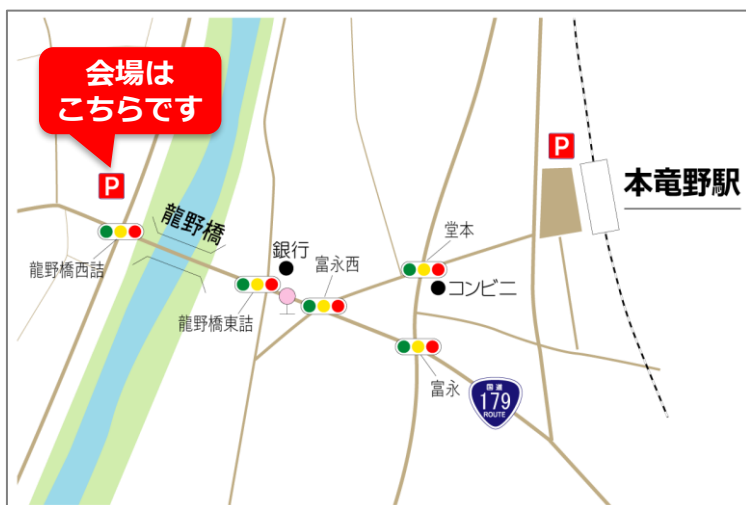 会場は
こちらです
P
P
本竜野駅
龍野橋
龍野橋西詰
銀行
富永西
堂本
コンビニ
龍野橋東詰
富永
国道
179
ROUTE